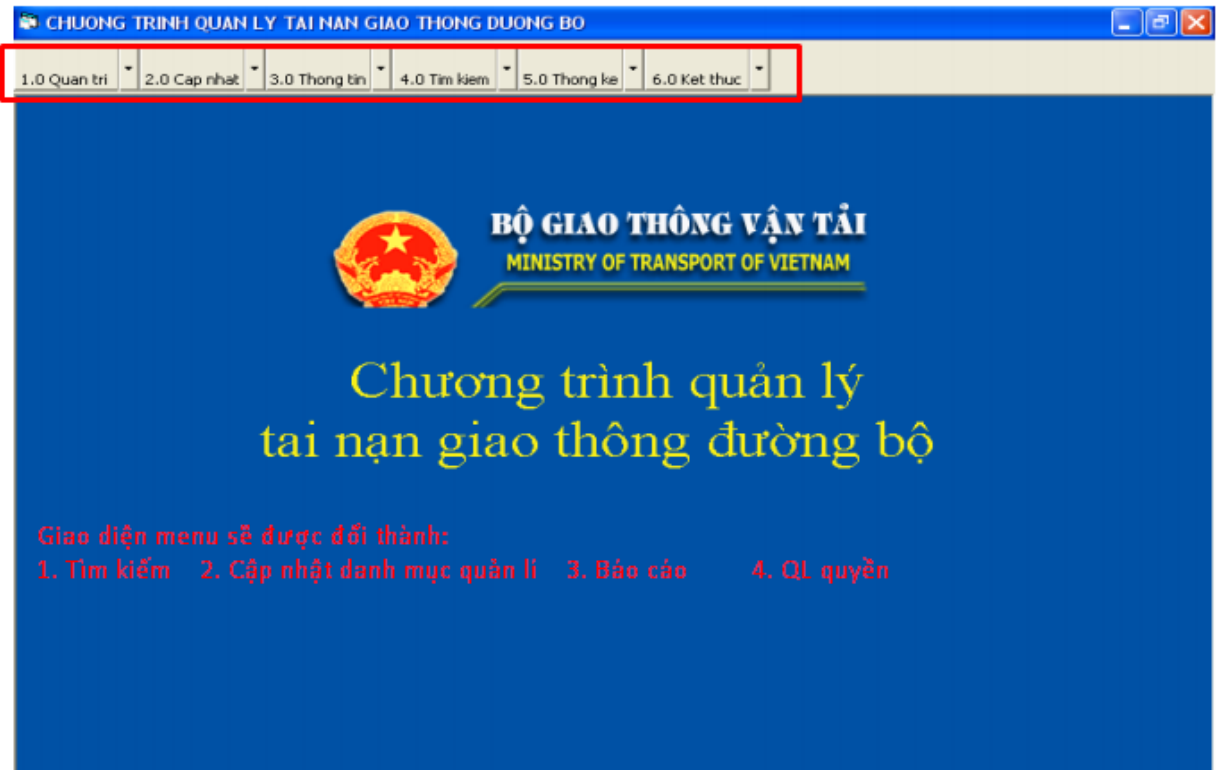 CHUONG TRINH QUAN LY TAI NAN GIAO THONG DUONG BO
1.0 Quan tri 2.0 Cap nhat 3.0 Thong tin 4.0 Tim kiem 5.0 Thong ke 6.0 Ket thuc
BỘ GIAO THÔNG VẬN TẢI
MINISTRY OF TRANSPORT OF VIETNAM
Chương trình quản lý
tai nạn giao thông đường bộ
Giao diện menu sẽ được đổi thành:
1. Tìm kiếm 2. Cập nhật danh mục quản lí 3. Báo cáo 4. QL quyền